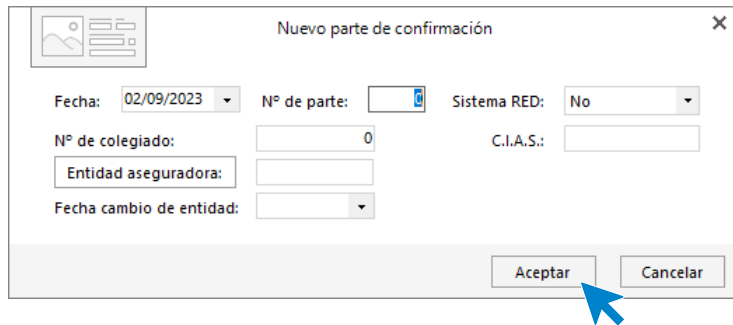 Nuevo parte de confirmación
Fecha: 02/09/2023 Nº de parte: 0 Sistema RED: No
Nº de colegiado: 0 C.I.A.S.:
Entidad aseguradora:
Fecha cambio de entidad:
Aceptar Cancelar